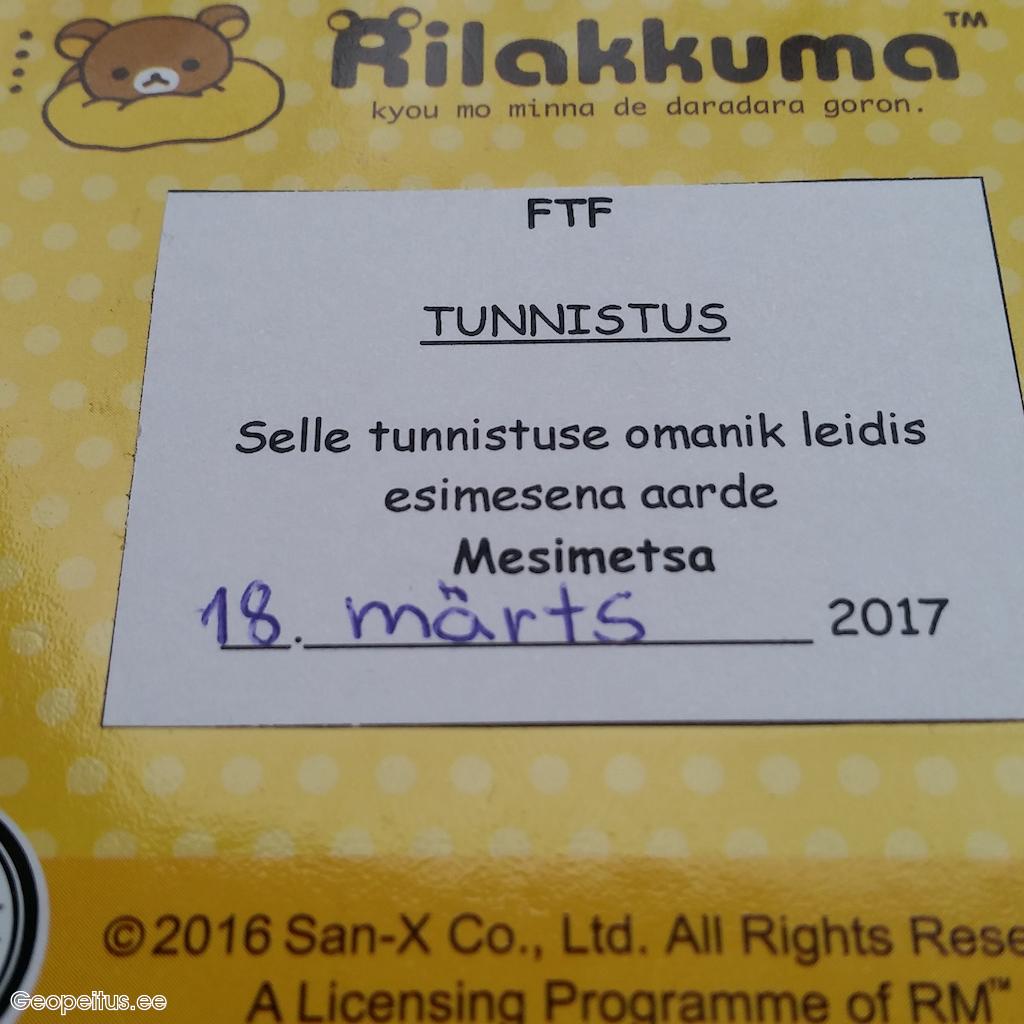 Rilakkuma™
kyou mo minna de daradara goron.
FTF
TUNNISTUS
Selle tunnistuse omanik leidis
esimesena aarde
Mesimetsa
18. märts 2017
©2016 San-X Co., Ltd. All Rights Rese
A Licensing Programme of RM™
Geopeitus.ee